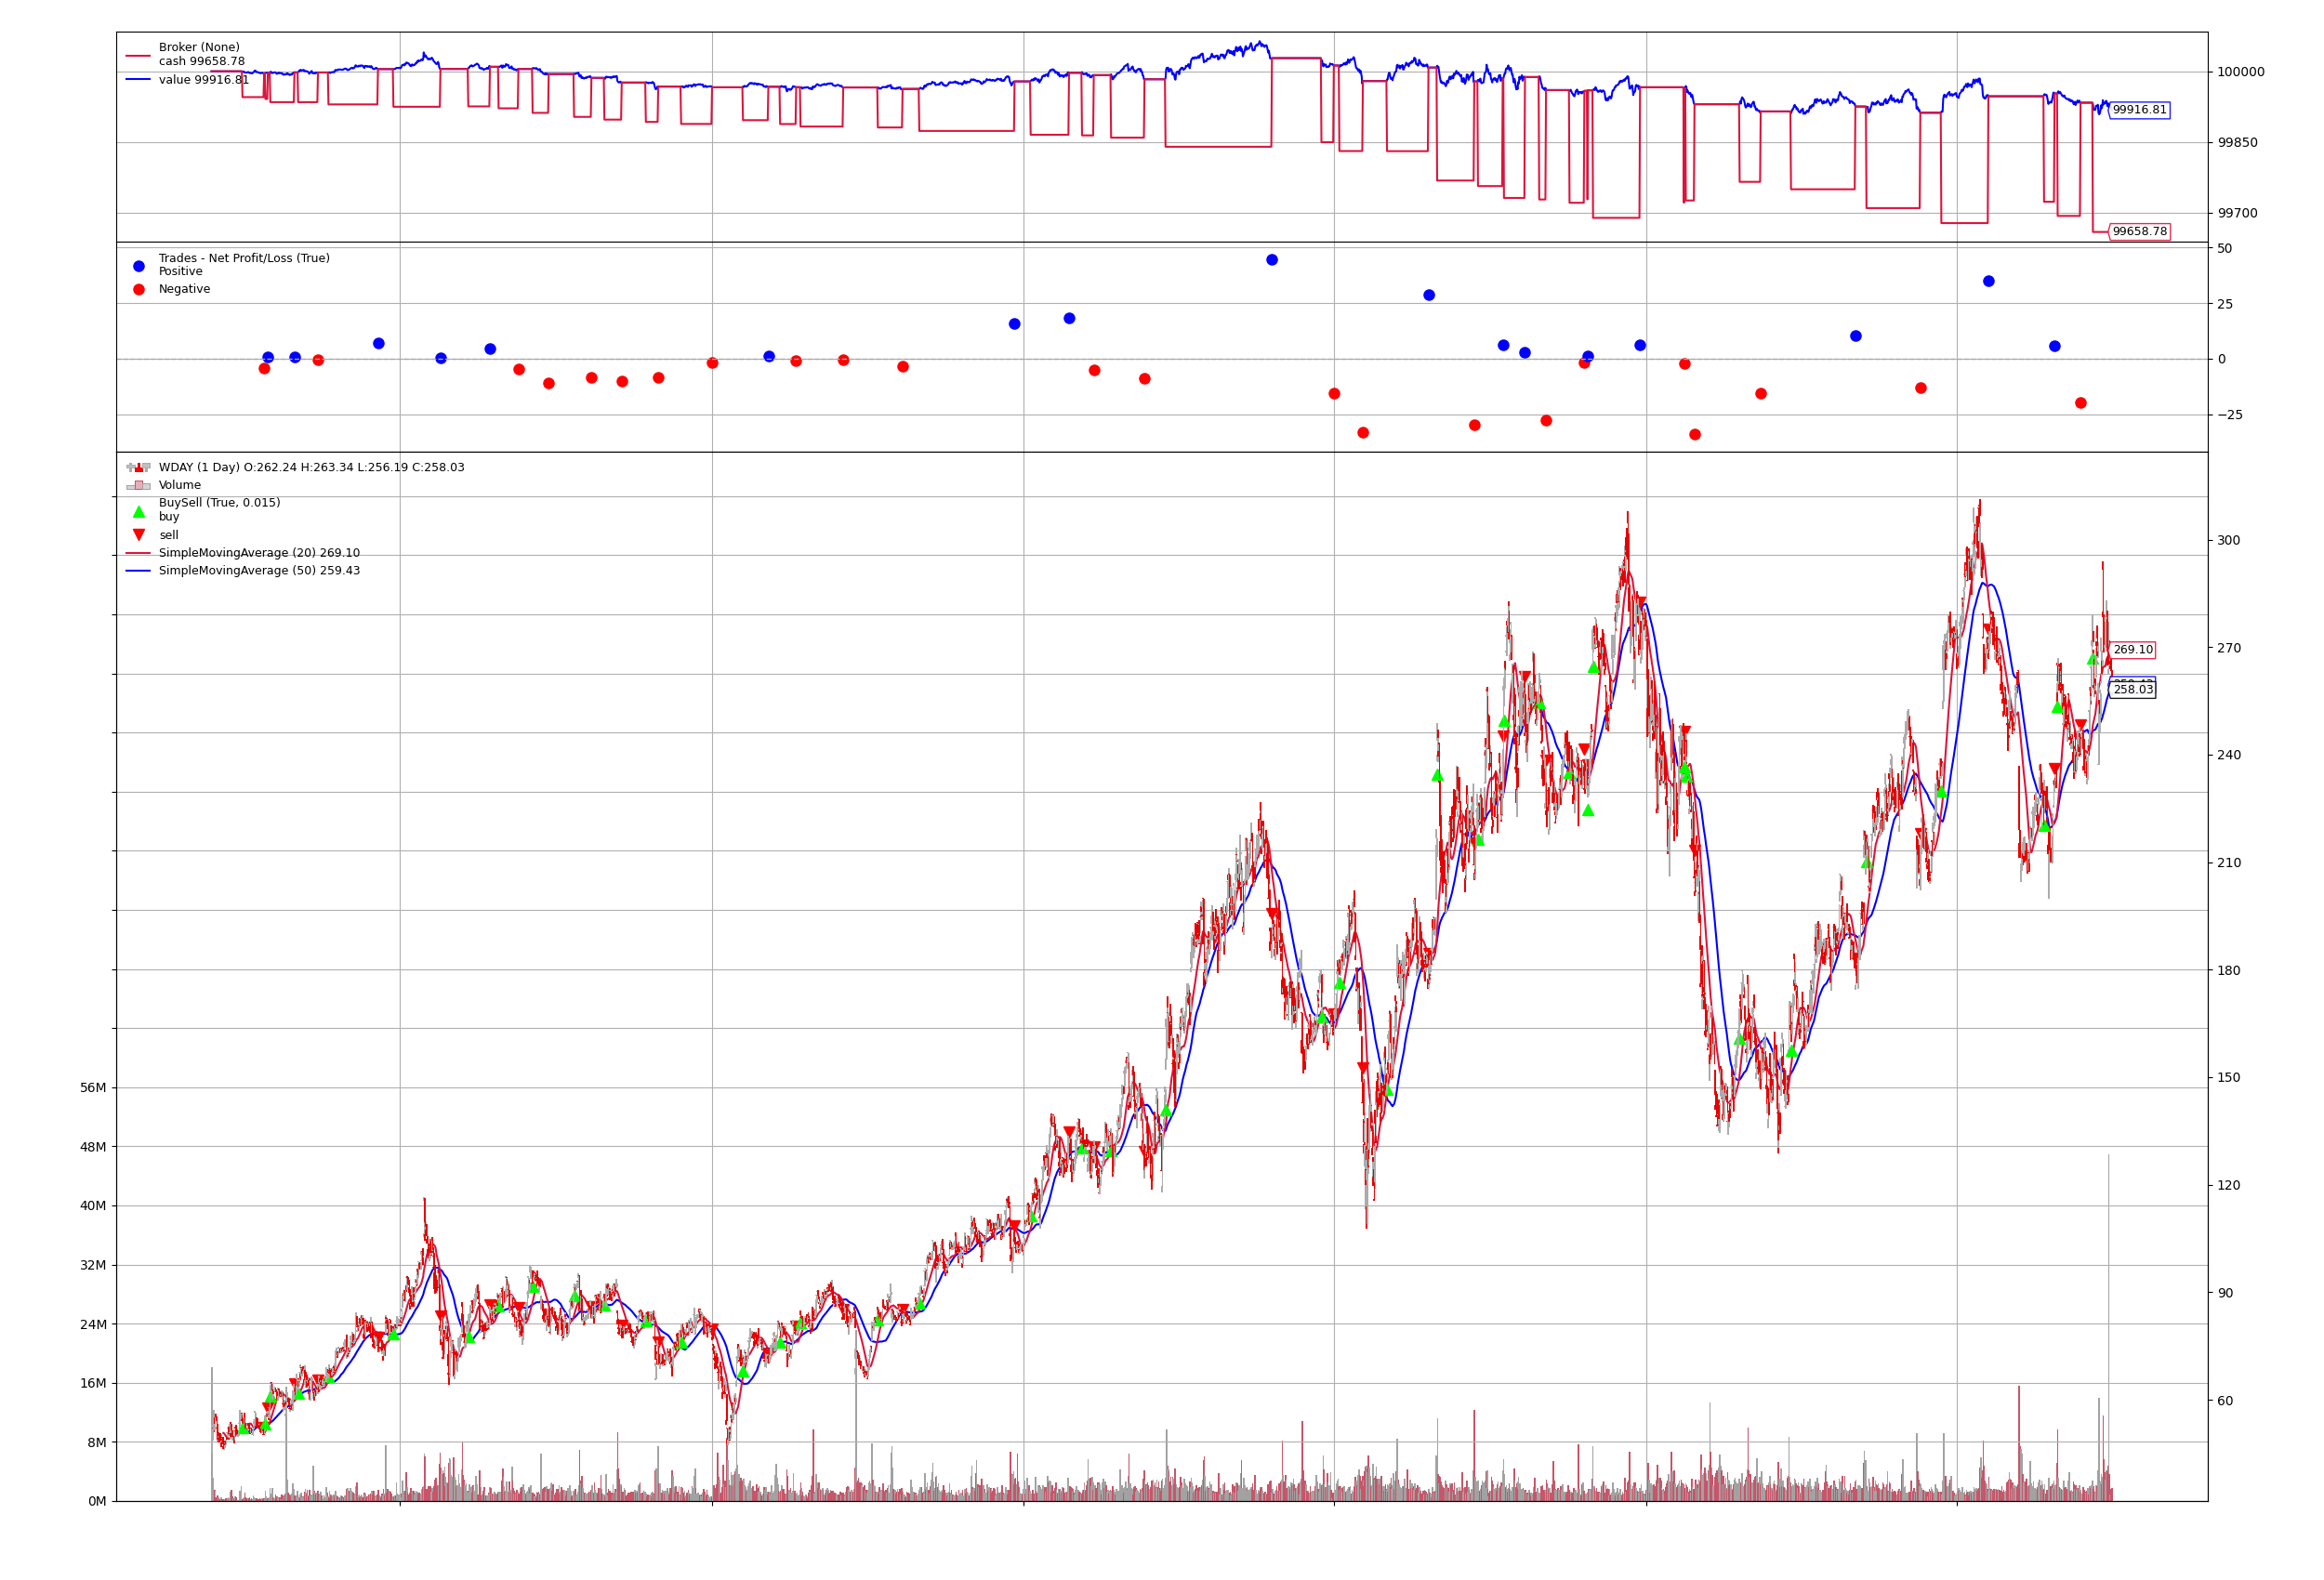 Broker (None)
cash 99658.78
value 99916.81
100000
99916.81
99850
99700
99658.78
Trades - Net Profit/Loss (True)
Positive
Negative
50
25
0
−25
WDAY (1 Day) O:262.24 H:263.34 L:256.19 C:258.03
Volume
BuySell (True, 0.015)
buy
sell
SimpleMovingAverage (20) 269.10
SimpleMovingAverage (50) 259.43
300
270
269.10
258.03
240
210
180
150
120
90
60
56M
48M
40M
32M
24M
16M
8M
0M